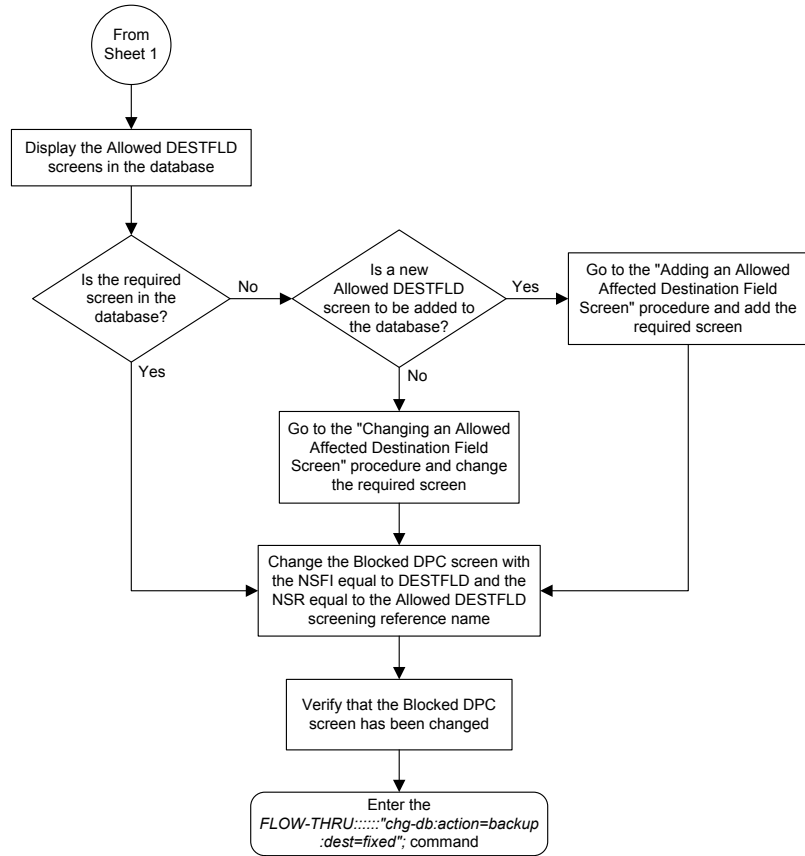 From
Sheet 1
Display the Allowed DESTFLD
screens in the database
Is the required
screen in the
database?
No
Yes
Is a new
Allowed DESTFLD
screen to be added to
the database?
Yes
No
Go to the "Adding an Allowed
Affected Destination Field
Screen" procedure and add the
required screen
Go to the "Changing an Allowed
Affected Destination Field
Screen" procedure and change
the required screen
Change the Blocked DPC screen with
the NSFI equal to DESTFLD and the
NSR equal to the Allowed DESTFLD
screening reference name
Verify that the Blocked DPC
screen has been changed
Enter the
FLOW-THRU::::::"chg-db:action=backup
:dest=fixed"; command